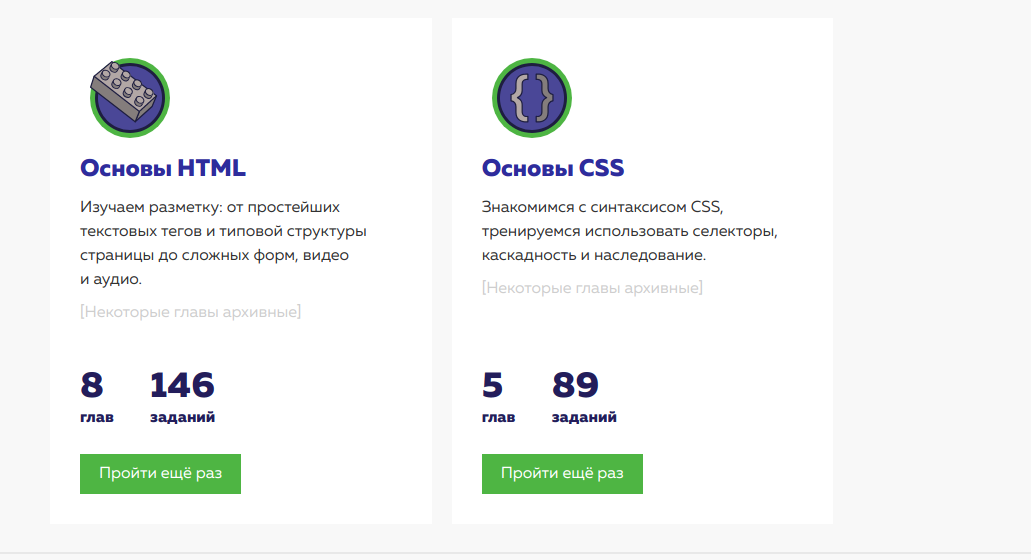 Основы HTML
Изучаем разметку: от простейших
текстовых тегов и типовой структуры
страницы до сложных форм, видео
и аудио.
[Некоторые главы архивные]
8 146
глав заданий
Пройти ещё раз
{ }
Основы CSS
Знакомимся с синтаксисом CSS,
тренируемся использовать селекторы,
каскадность и наследование.
[Некоторые главы архивные]
5 89
глав заданий
Пройти ещё раз